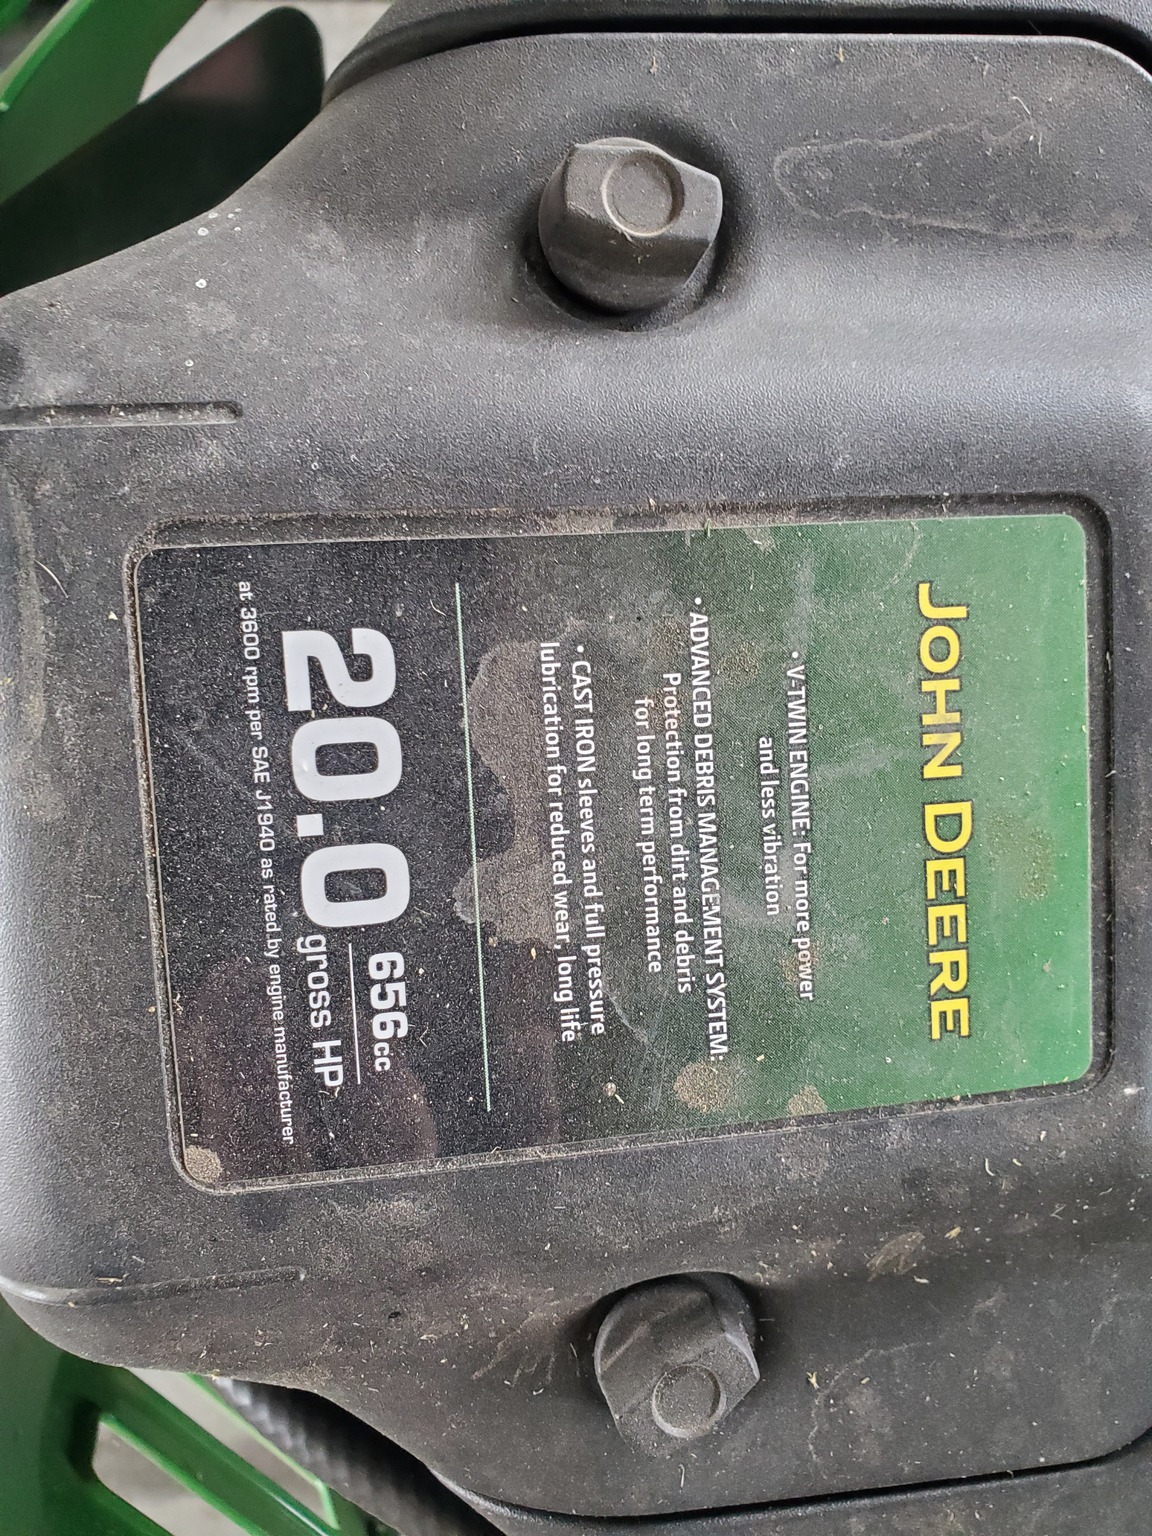 JOHN DEERE
• V-TWIN ENGINE: For more power
and less vibration
• ADVANCED DEBRIS MANAGEMENT SYSTEM:
Protection from dirt and debris
for long term performance
• CAST IRON sleeves and full pressure
lubrication for reduced wear, long life
20.0 656cc
gross HP
at 3600 rpm per SAE J1940 as rated by engine manufacturer